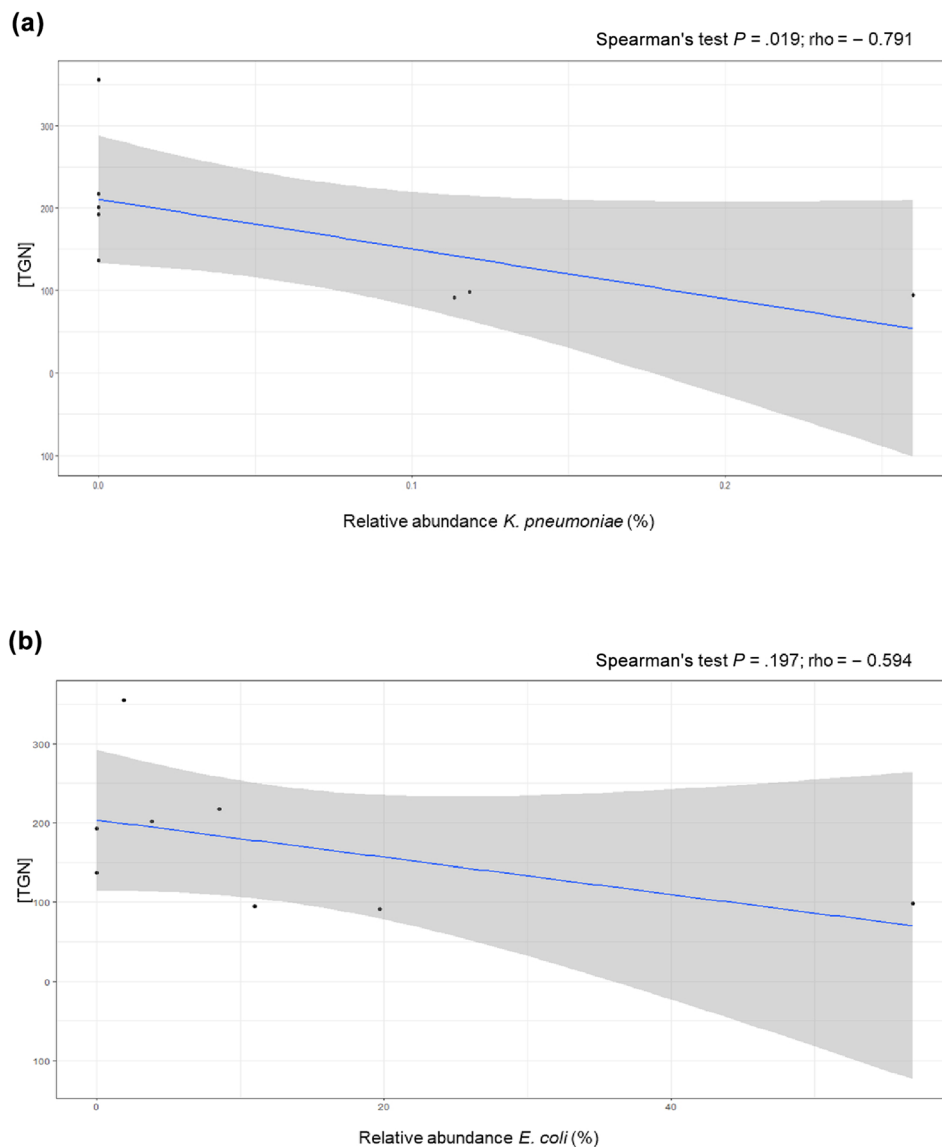 (a)
Spearman's test P = .019; rho = − 0.791
300
200
100
0
100
[TGN]
0.0 0.1 0.2
Relative abundance K. pneumoniae (%)
(b)
Spearman's test P = .197; rho = − 0.594
300
200
100
0
100
[TGN]
0 20 40
Relative abundance E. coli (%)